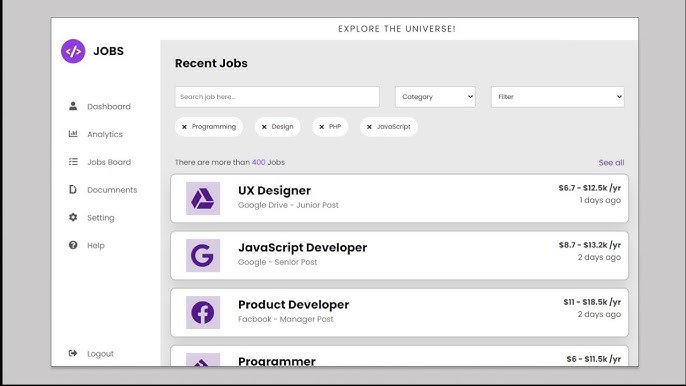 EXPLORE THE UNIVERSE!
</> JOBS
Dashboard
Analytics
Jobs Board
Documnents
Setting
Help
Logout
Recent Jobs
Search job here...
Category
Filter
× Programming
× Design
× PHP
× JavaScript
There are more than 400 Jobs
See all
UX Designer
Google Drive - Junior Post
$6.7 - $12.5k /yr
1 days ago
JavaScript Developer
Google - Senior Post
$8.7 - $13.2k /yr
2 days ago
Product Developer
Facbook - Manager Post
$11 - $18.5k /yr
2 days ago
Programmer
$6 - $11.5k /yr